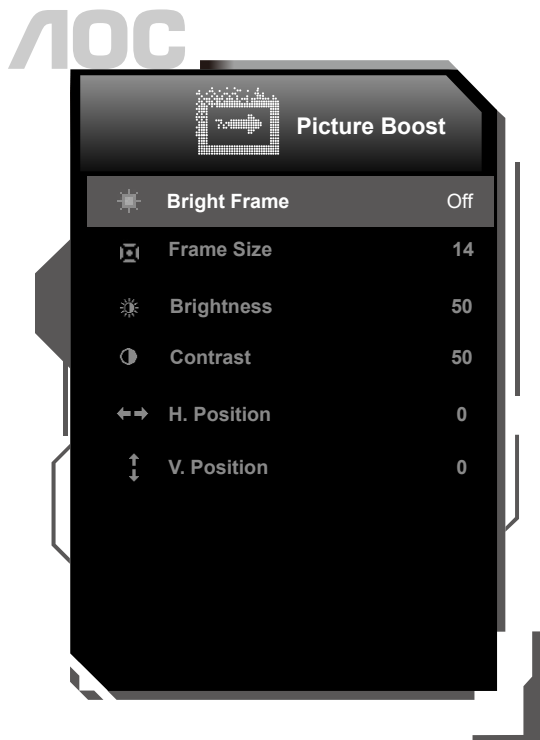 AOC
Picture Boost
Bright Frame Off
Frame Size 14
Brightness 50
Contrast 50
H. Position 0
V. Position 0